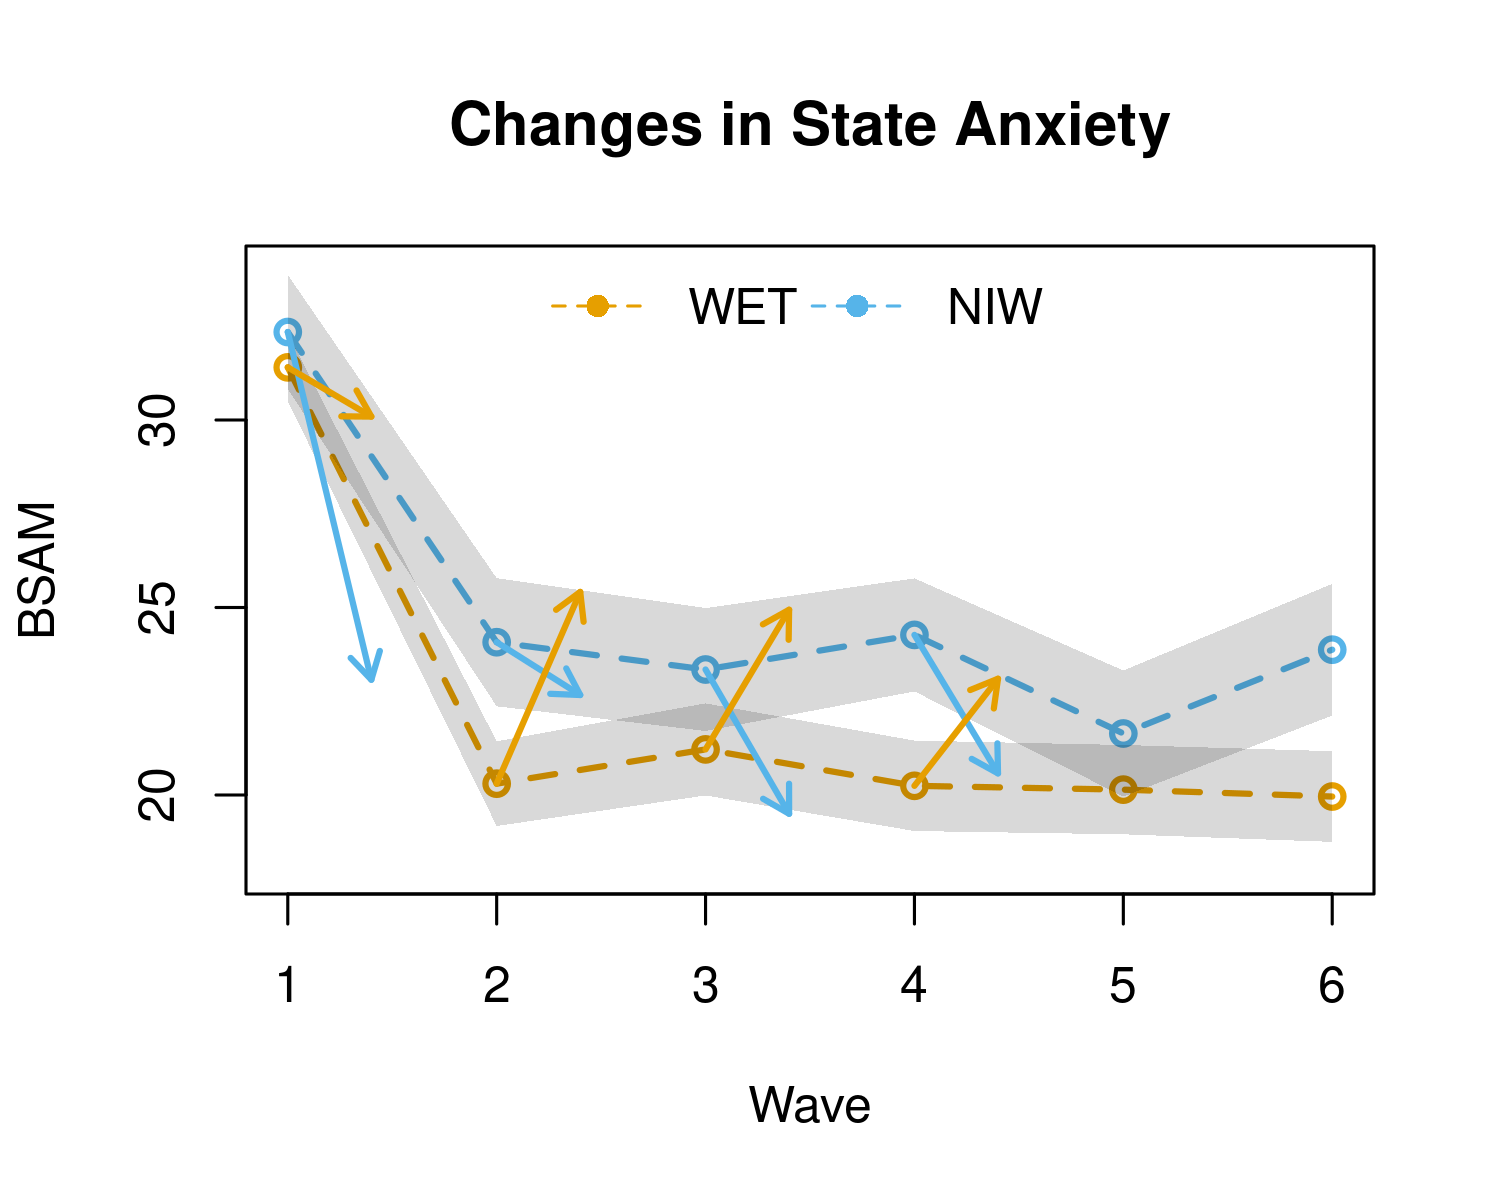 Changes in State Anxiety
WET NIW
BSAM
30
25
20
1 2 3 4 5 6
Wave